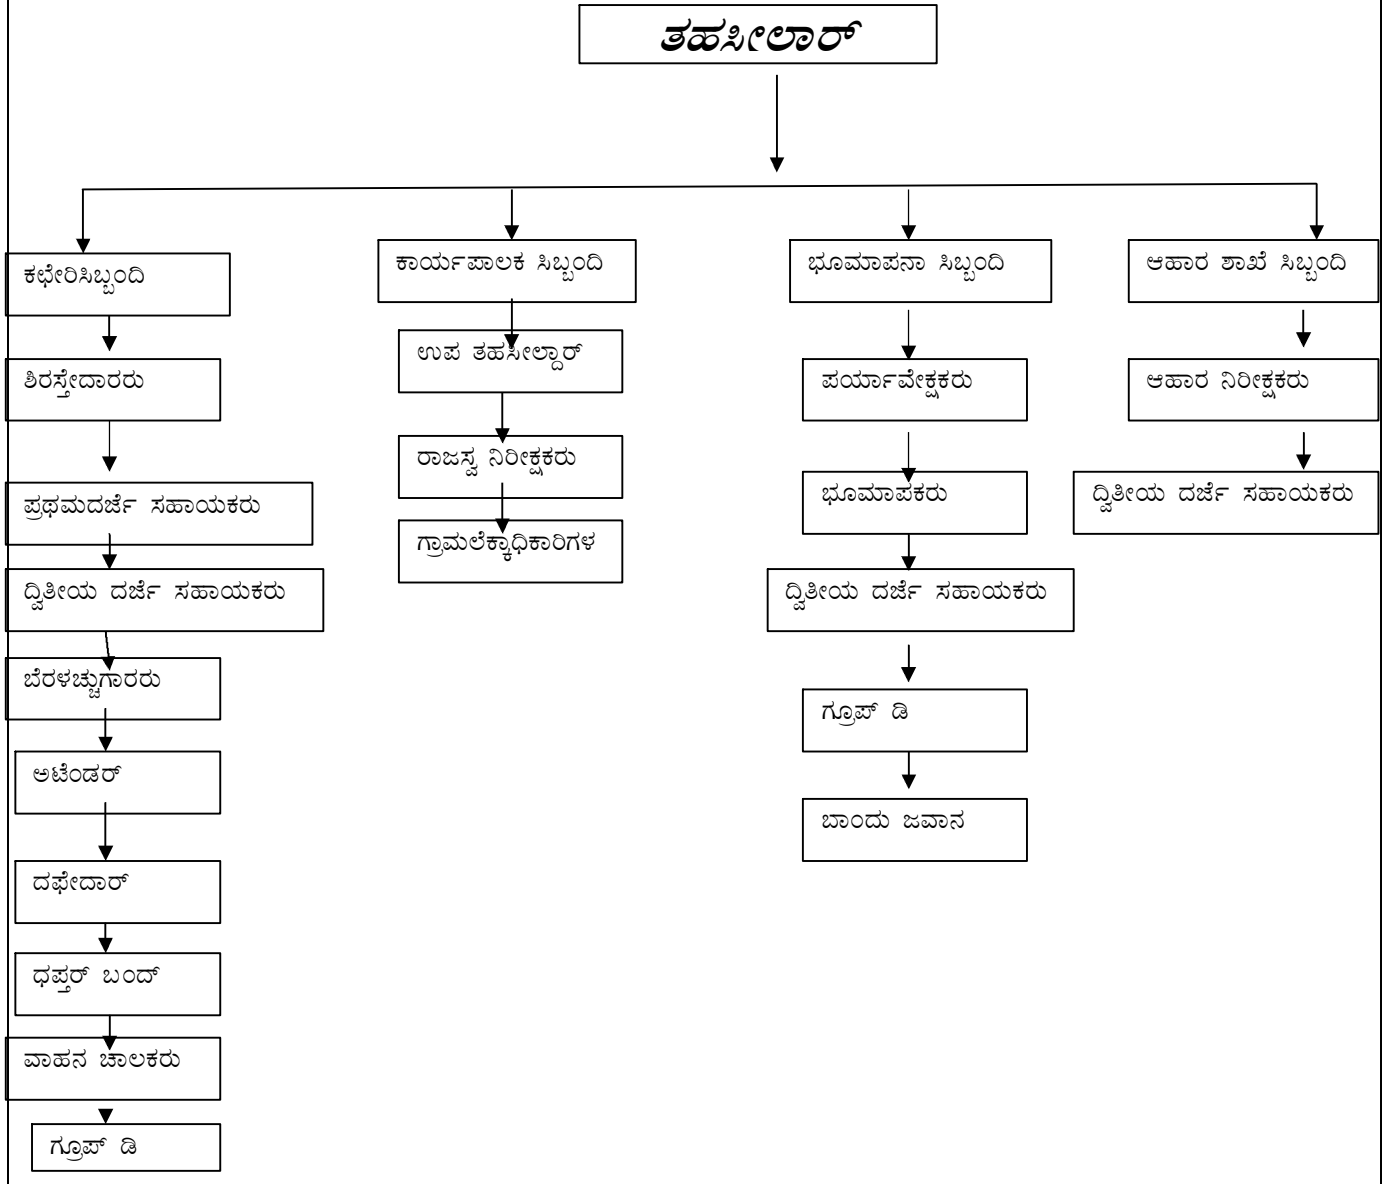 ತಹಸೀಲಾರ್
ಕಛೇರಿಸಿಬ್ಬಂದಿ
ಶಿರಸ್ತೇದಾರರು
ಪ್ರಥಮದರ್ಜೆ ಸಹಾಯಕರು
ದ್ವಿತೀಯ ದರ್ಜೆ ಸಹಾಯಕರು
ಬೆರಳಚ್ಚುಗಾರರು
ಅಟೆಂಡರ್
ದಫೇದಾರ್
ಧಪ್ತರ್ ಬಂದ್
ವಾಹನ ಚಾಲಕರು
ಗ್ರೂಪ್ ಡಿ
ಕಾರ್ಯಪಾಲಕ ಸಿಬ್ಬಂದಿ
ಉಪ ತಹಸೀಲ್ದಾರ್
ರಾಜಸ್ವ ನಿರೀಕ್ಷಕರು
ಗ್ರಾಮಲೆಕ್ಕಾಧಿಕಾರಿಗಳ
ಭೂಮಾಪನಾ ಸಿಬ್ಬಂದಿ
ಪರ್ಯಾವೇಕ್ಷಕರು
ಭೂಮಾಪಕರು
ದ್ವಿತೀಯ ದರ್ಜೆ ಸಹಾಯಕರು
ಗ್ರೂಪ್ ಡಿ
ಬಾಂದು ಜವಾನ
ಆಹಾರ ಶಾಖೆ ಸಿಬ್ಬಂದಿ
ಆಹಾರ ನಿರೀಕ್ಷಕರು
ದ್ವಿತೀಯ ದರ್ಜೆ ಸಹಾಯಕರು